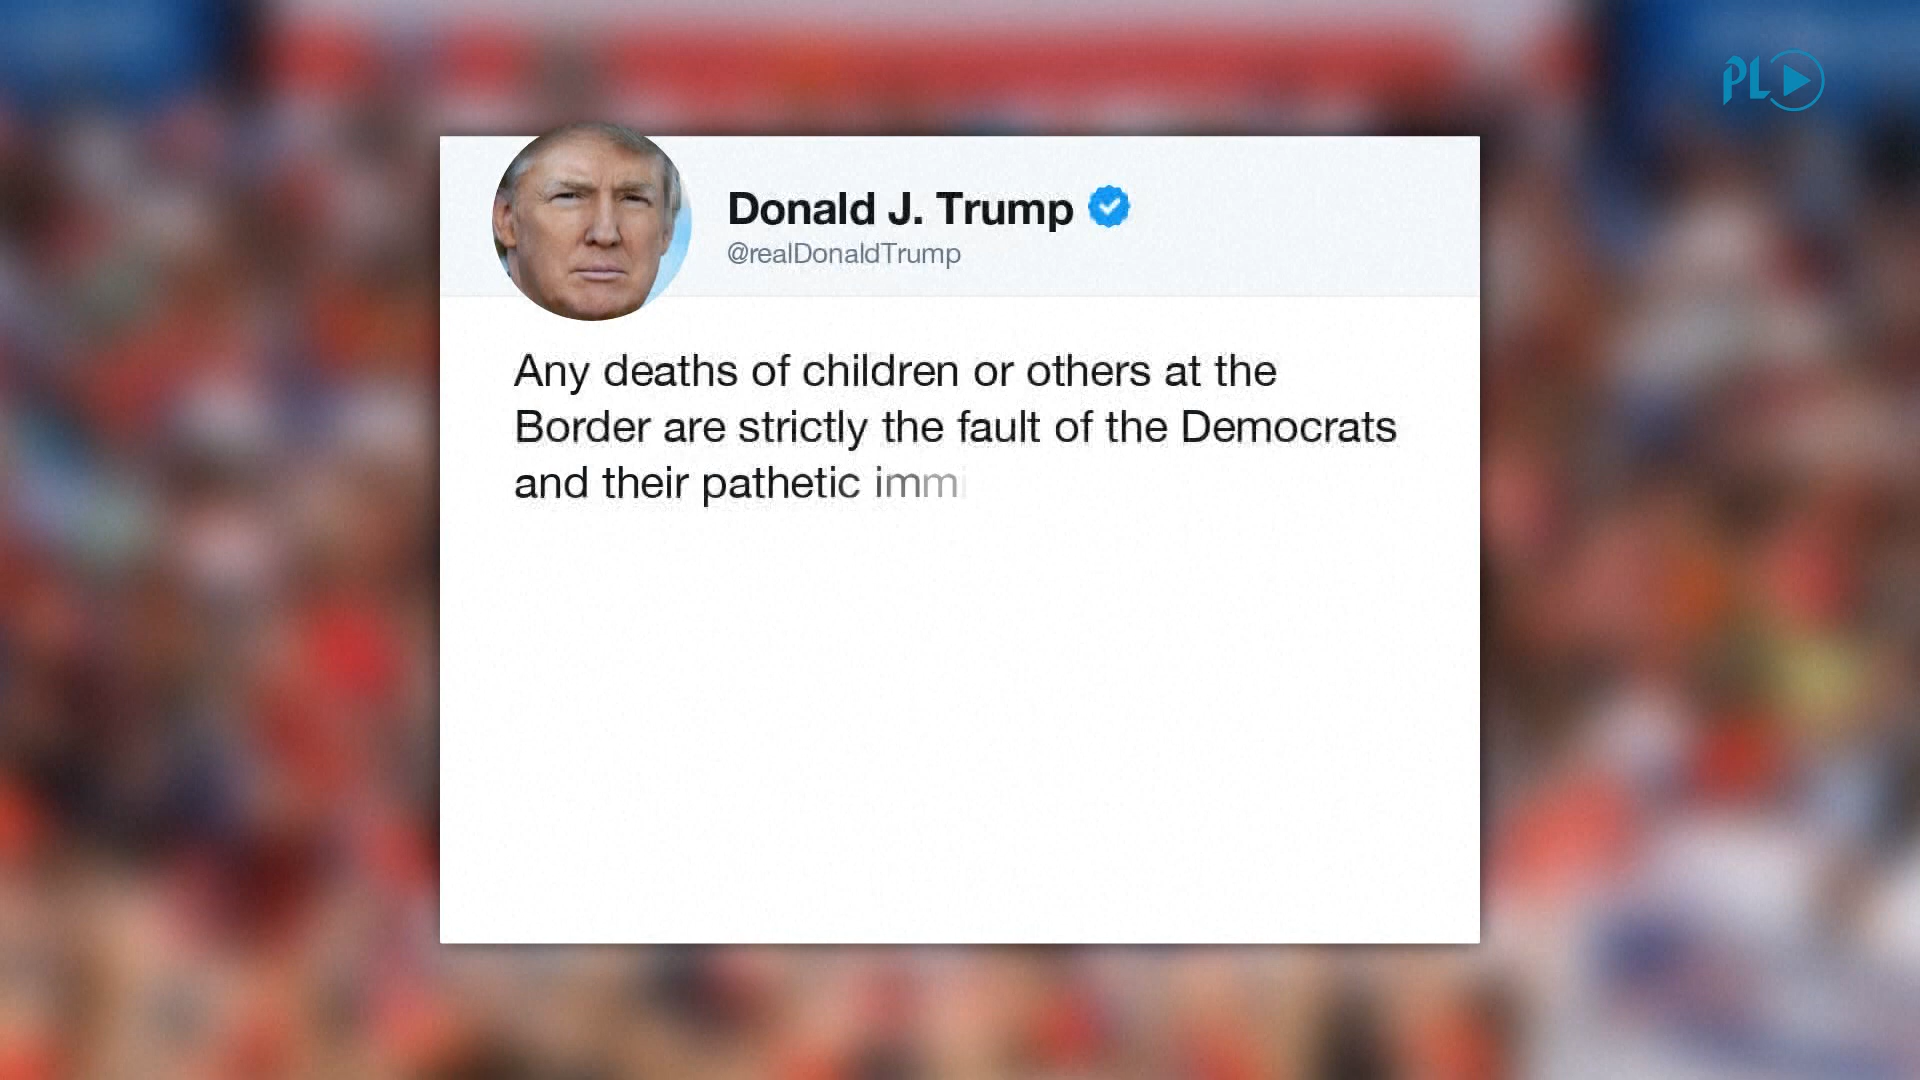 PL
Donald J. Trump
@realDonaldTrump
Any deaths of children or others at the
Border are strictly the fault of the Democrats
and their pathetic immi